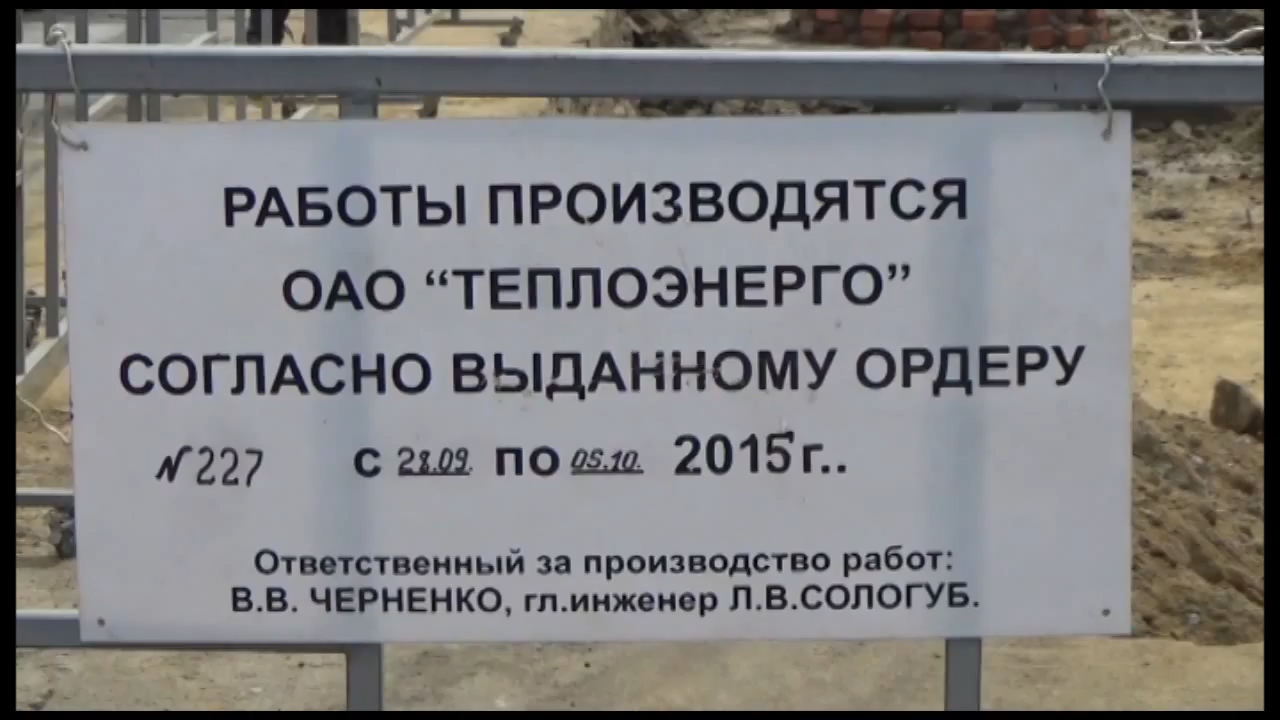 РАБОТЫ ПРОИЗВОДЯТСЯ
ОАО “ТЕПЛОЭНЕРГО”
СОГЛАСНО ВЫДАННОМУ ОРДЕРУ
№227 с 28.09. по 05.10. 2015г..
Ответственный за производство работ:
В.В. ЧЕРНЕНКО, гл.инженер Л.В.СОЛОГУБ.